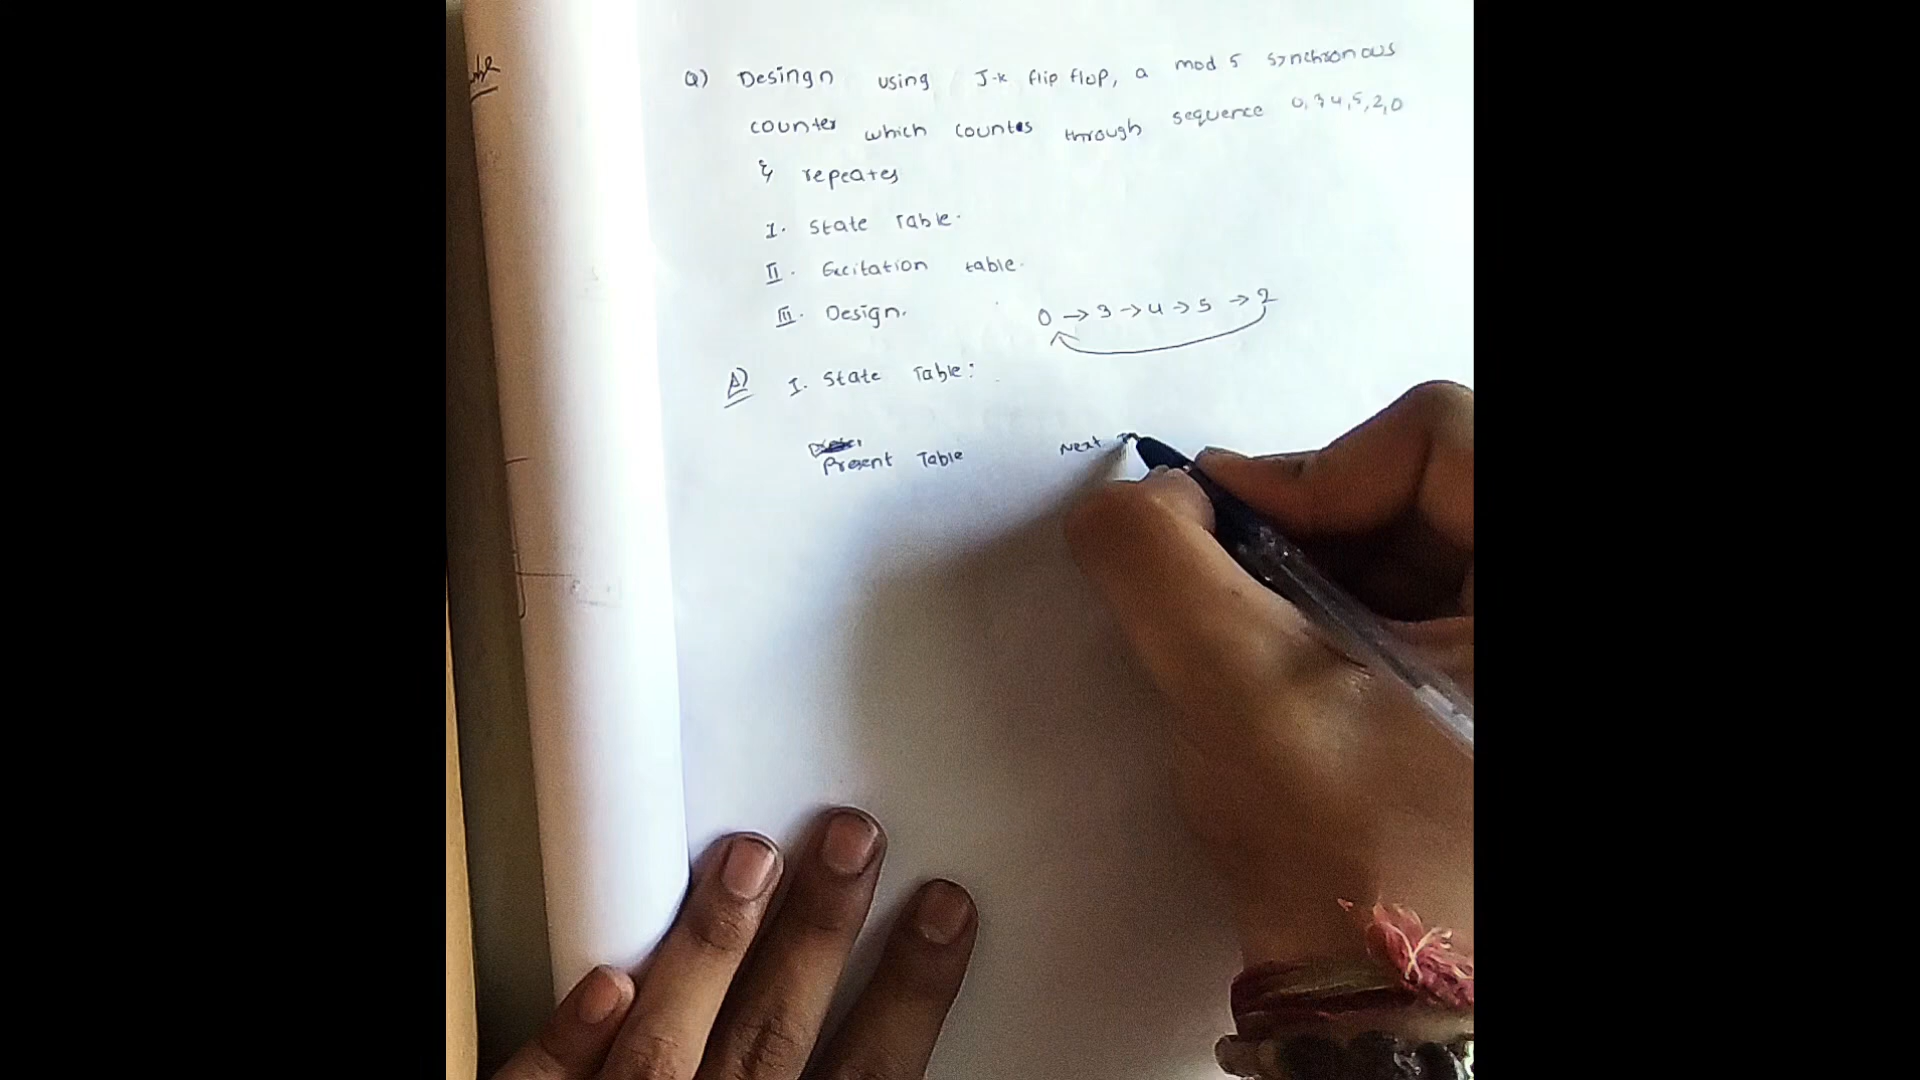 Q) Desingn using J-K flip flop, a mod 5 synchronous
counter which countes through sequence 0,3 4,5,2,0
& repeates
I. State Table.
II. Excitation table.
III. Design.
0 → 3 → 4 → 5 → 2
A) I. State Table:
Present Table Next